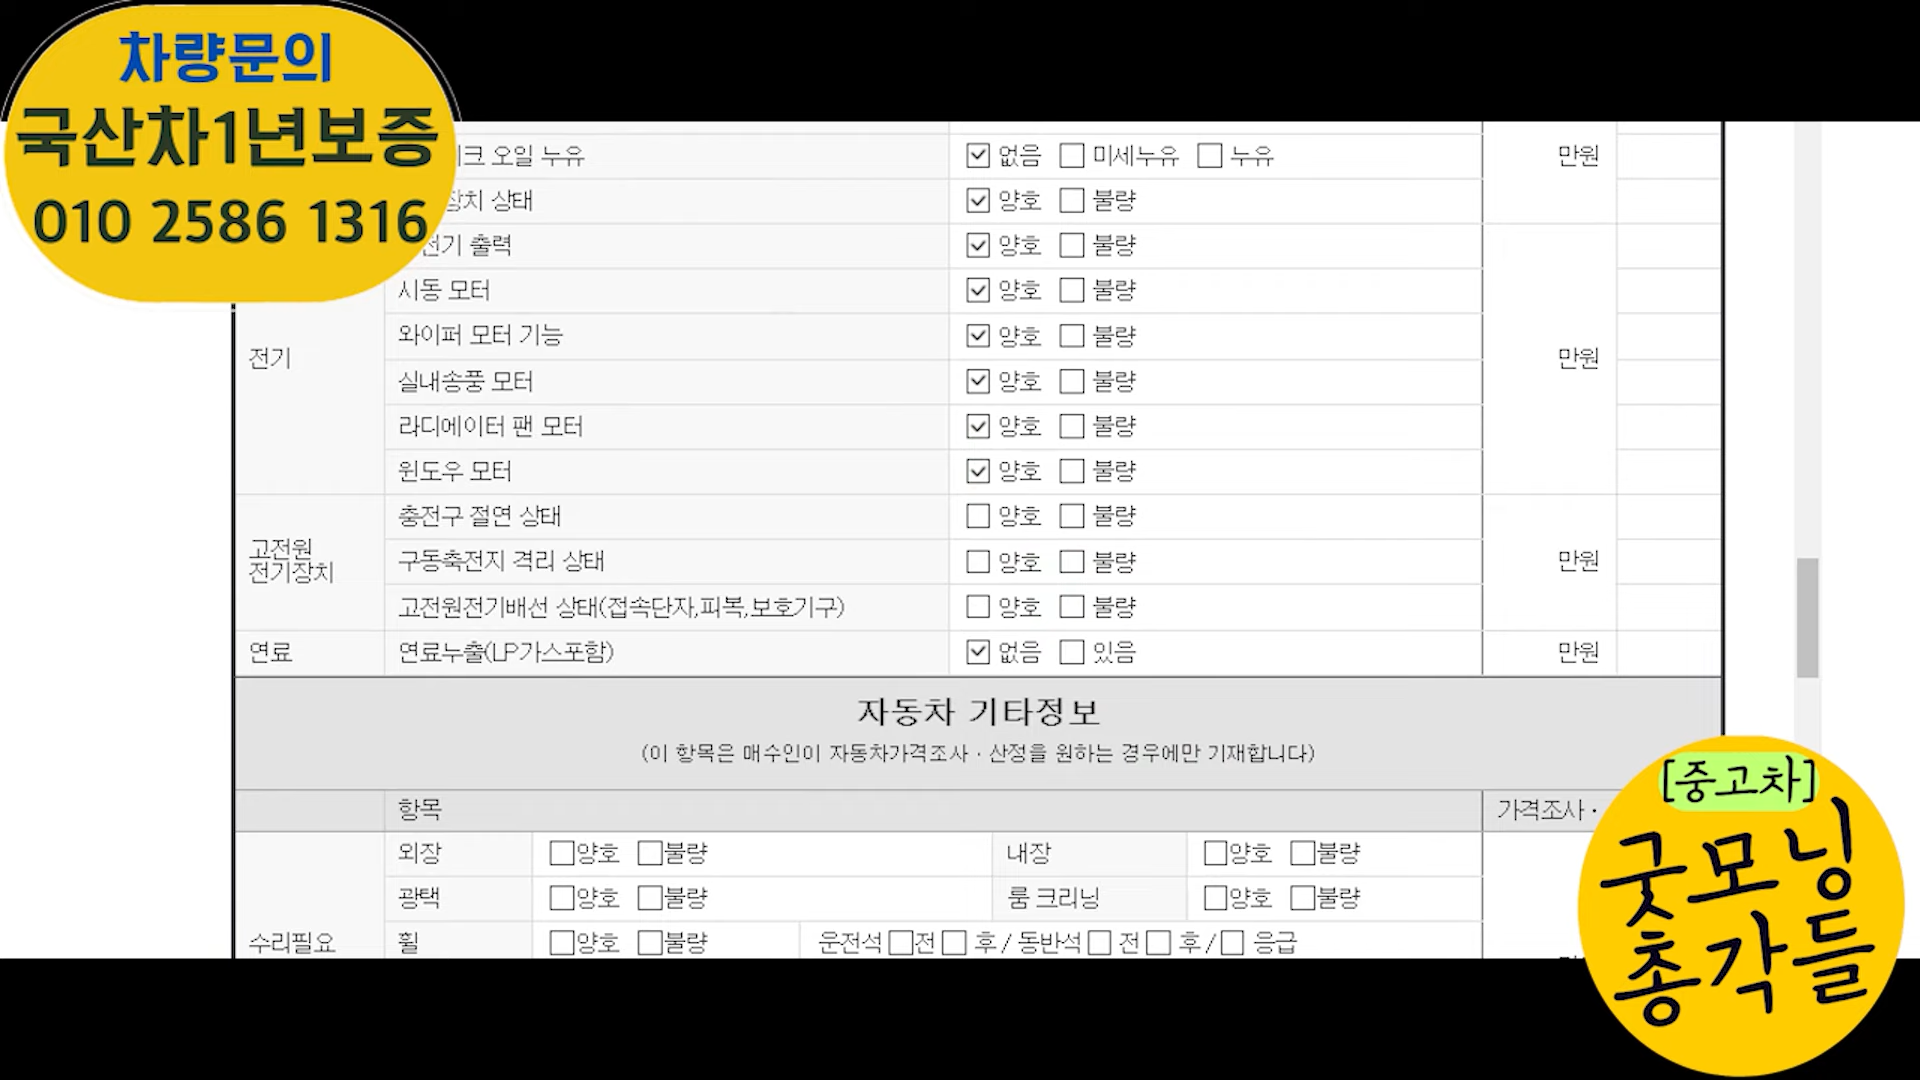 차량문의
국산차1년보증
010 2586 1316
크 오일 누유 ☑ 없음 ☐ 미세누유 ☐ 누유 만원
장치 상태 ☑ 양호 ☐ 불량
전기 출력 ☑ 양호 ☐ 불량
시동 모터 ☑ 양호 ☐ 불량
와이퍼 모터 기능 ☑ 양호 ☐ 불량
전기 만원
실내송풍 모터 ☑ 양호 ☐ 불량
라디에이터 팬 모터 ☑ 양호 ☐ 불량
윈도우 모터 ☑ 양호 ☐ 불량
충전구 절연 상태 ☐ 양호 ☐ 불량
고전원
전기장치
구동축전지 격리 상태 ☐ 양호 ☐ 불량 만원
고전원전기배선 상태(접속단자,피복,보호기구) ☐ 양호 ☐ 불량
연료 연료누출(LP가스포함) ☑ 없음 ☐ 있음 만원
자동차 기타정보
(이 항목은 매수인이 자동차가격조사 · 산정을 원하는 경우에만 기재합니다)
항목 가격조사 ·
외장 ☐양호 ☐불량 내장 ☐양호 ☐불량
광택 ☐양호 ☐불량 룸 크리닝 ☐양호 ☐불량
수리필요 휠 ☐양호 ☐불량 운전석 ☐전 ☐ 후 / 동반석 ☐ 전 ☐ 후 / ☐ 응급
[중고차]
굿모닝
총각들